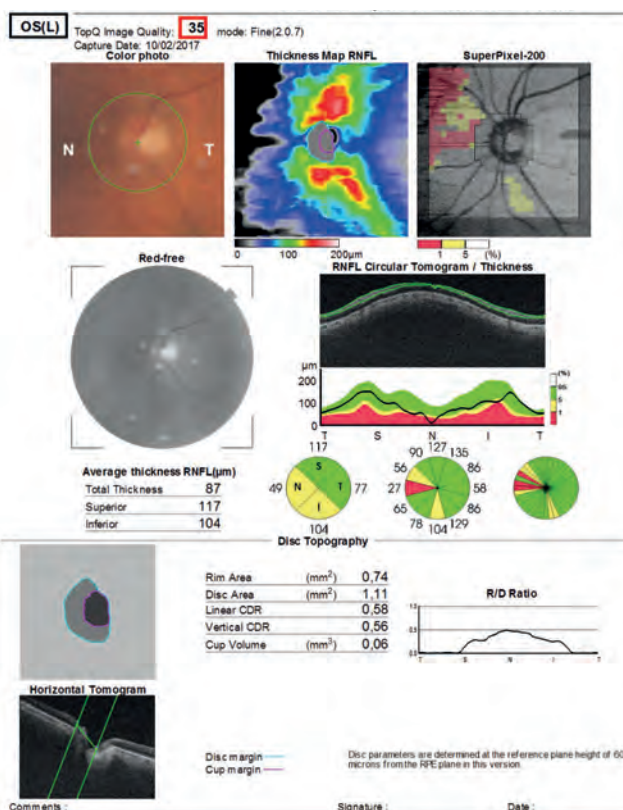 OS(L) TopQ Image Quality: 35 mode: Fine(2.0.7)
Capture Date: 10/02/2017
Color photo Thickness Map RNFL SuperPixel-200
N T
0 100 200µm
1 5 (%)
Red-free
RNFL Circular Tomogram / Thickness
µm
200
100
0
(%)
95
5
1
T S N I T
117
S
N T
I
49
77
104
127
90 135
56 86
27 58
65 86
78 129
104
Average thickness RNFL(µm)
Total Thickness 87
Superior 117
Inferior 104
Disc Topography
Rim Area (mm²) 0,74
Disc Area (mm²) 1,11
Linear CDR 0,58
Vertical CDR 0,56
Cup Volume (mm³) 0,06
R/D Ratio
1.0
0.5
0.0
T S N I T
Horizontal Tomogram
Disc margin
Cup margin
Disc parameters are determined at the reference plane height of 60
microns from the RPE plane in this version.
Comments : Signature : Date :